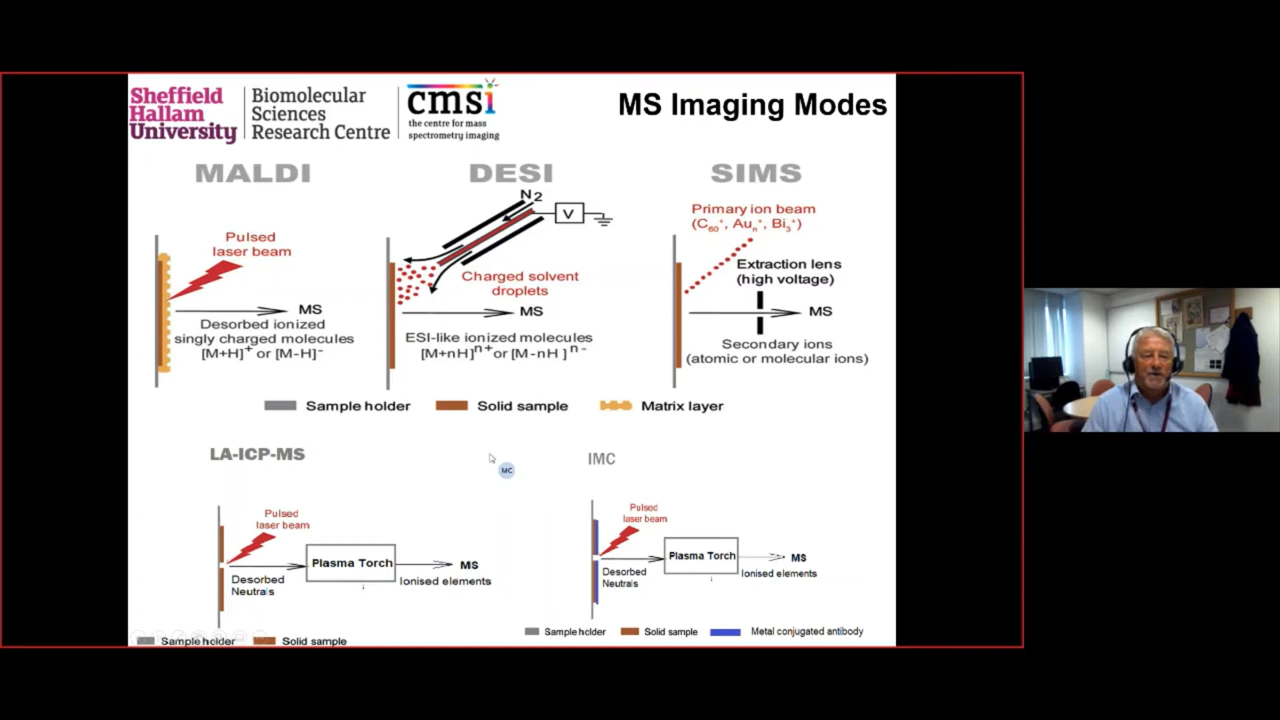 Sheffield
Hallam
University
Biomolecular
Sciences
Research Centre
cmsi
the centre for mass
spectrometry imaging
MS Imaging Modes
MALDI
Pulsed
laser beam
MS
Desorbed ionized
singly charged molecules
[M+H]+ or [M-H]-
DESI
N2
V
Charged solvent
droplets
MS
ESI-like ionized molecules
[M+nH]n+ or [M-nH]n-
SIMS
Primary ion beam
(C60+, Aun+, Bi3+)
Extraction lens
(high voltage)
MS
Secondary ions
(atomic or molecular ions)
Sample holder
Solid sample
Matrix layer
LA-ICP-MS
Pulsed
laser beam
Plasma Torch
MS
Desorbed
Neutrals
Ionised elements
Sample holder
Solid sample
MC
IMC
Pulsed
laser beam
Plasma Torch
MS
Desorbed
Neutrals
Ionised elements
Sample holder
Solid sample
Metal conjugated antibody